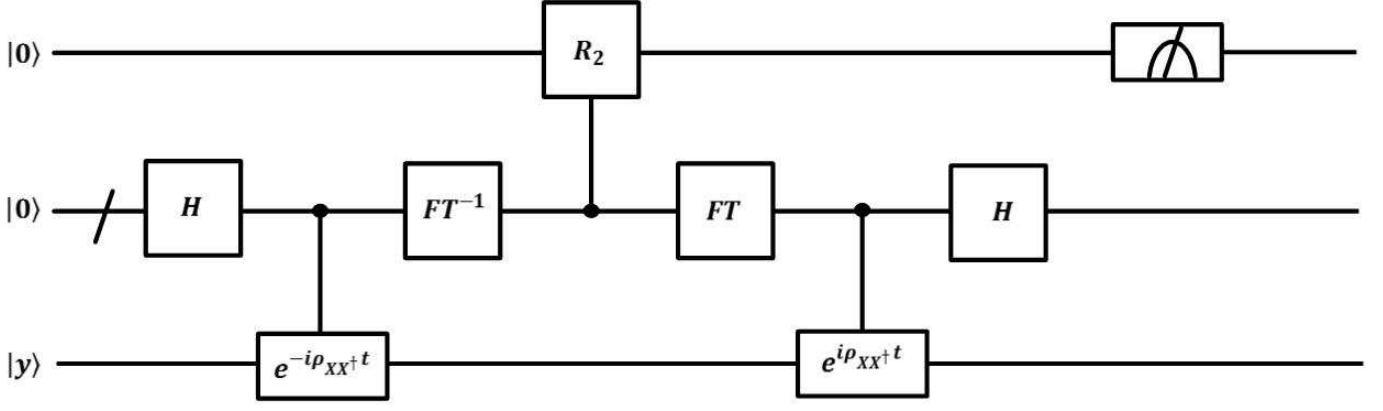 |0⟩ R₂
|0⟩ H FT⁻¹ FT H
|y⟩ e^{-iρ_{XX†}t} e^{iρ_{XX†}t}